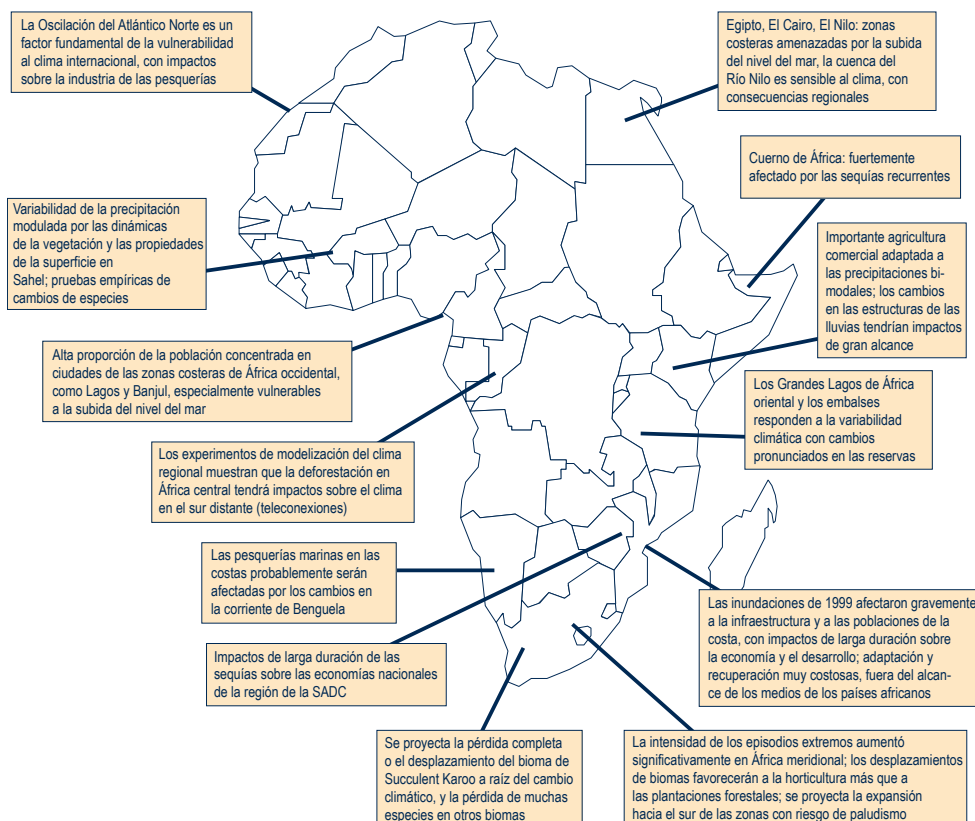 La Oscilación del Atlántico Norte es un
factor fundamental de la vulnerabilidad
al clima internacional, con impactos
sobre la industria de las pesquerías
Egipto, El Cairo, El Nilo: zonas
costeras amenazadas por la subida
del nivel del mar, la cuenca del
Río Nilo es sensible al clima, con
consecuencias regionales
Cuerno de África: fuertemente
afectado por las sequías recurrentes
Variabilidad de la precipitación
modulada por las dinámicas
de la vegetación y las propiedades
de la superficie en
Sahel; pruebas empíricas de
cambios de especies
Importante agricultura
comercial adaptada a
las precipitaciones bi-
modales; los cambios
en las estructuras de las
lluvias tendrían impactos
de gran alcance
Alta proporción de la población concentrada en
ciudades de las zonas costeras de África occidental,
como Lagos y Banjul, especialmente vulnerables
a la subida del nivel del mar
Los Grandes Lagos de África
oriental y los embalses
responden a la variabilidad
climática con cambios
pronunciados en las reservas
Los experimentos de modelización del clima
regional muestran que la deforestación en
África central tendrá impactos sobre el clima
en el sur distante (teleconexiones)
Las pesquerías marinas en las
costas probablemente serán
afectadas por los cambios en
la corriente de Benguela
Las inundaciones de 1999 afectaron gravemente
a la infraestructura y a las poblaciones de la
costa, con impactos de larga duración sobre
la economía y el desarrollo; adaptación y
recuperación muy costosas, fuera del alcan-
ce de los medios de los países africanos
Impactos de larga duración de las
sequías sobre las economías nacionales
de la región de la SADC
Se proyecta la pérdida completa
o el desplazamiento del bioma de
Succulent Karoo a raíz del cambio
climático, y la pérdida de muchas
especies en otros biomas
La intensidad de los episodios extremos aumentó
significativamente en África meridional; los desplazamientos
de biomas favorecerán a la horticultura más que a
las plantaciones forestales; se proyecta la expansión
hacia el sur de las zonas con riesgo de paludismo